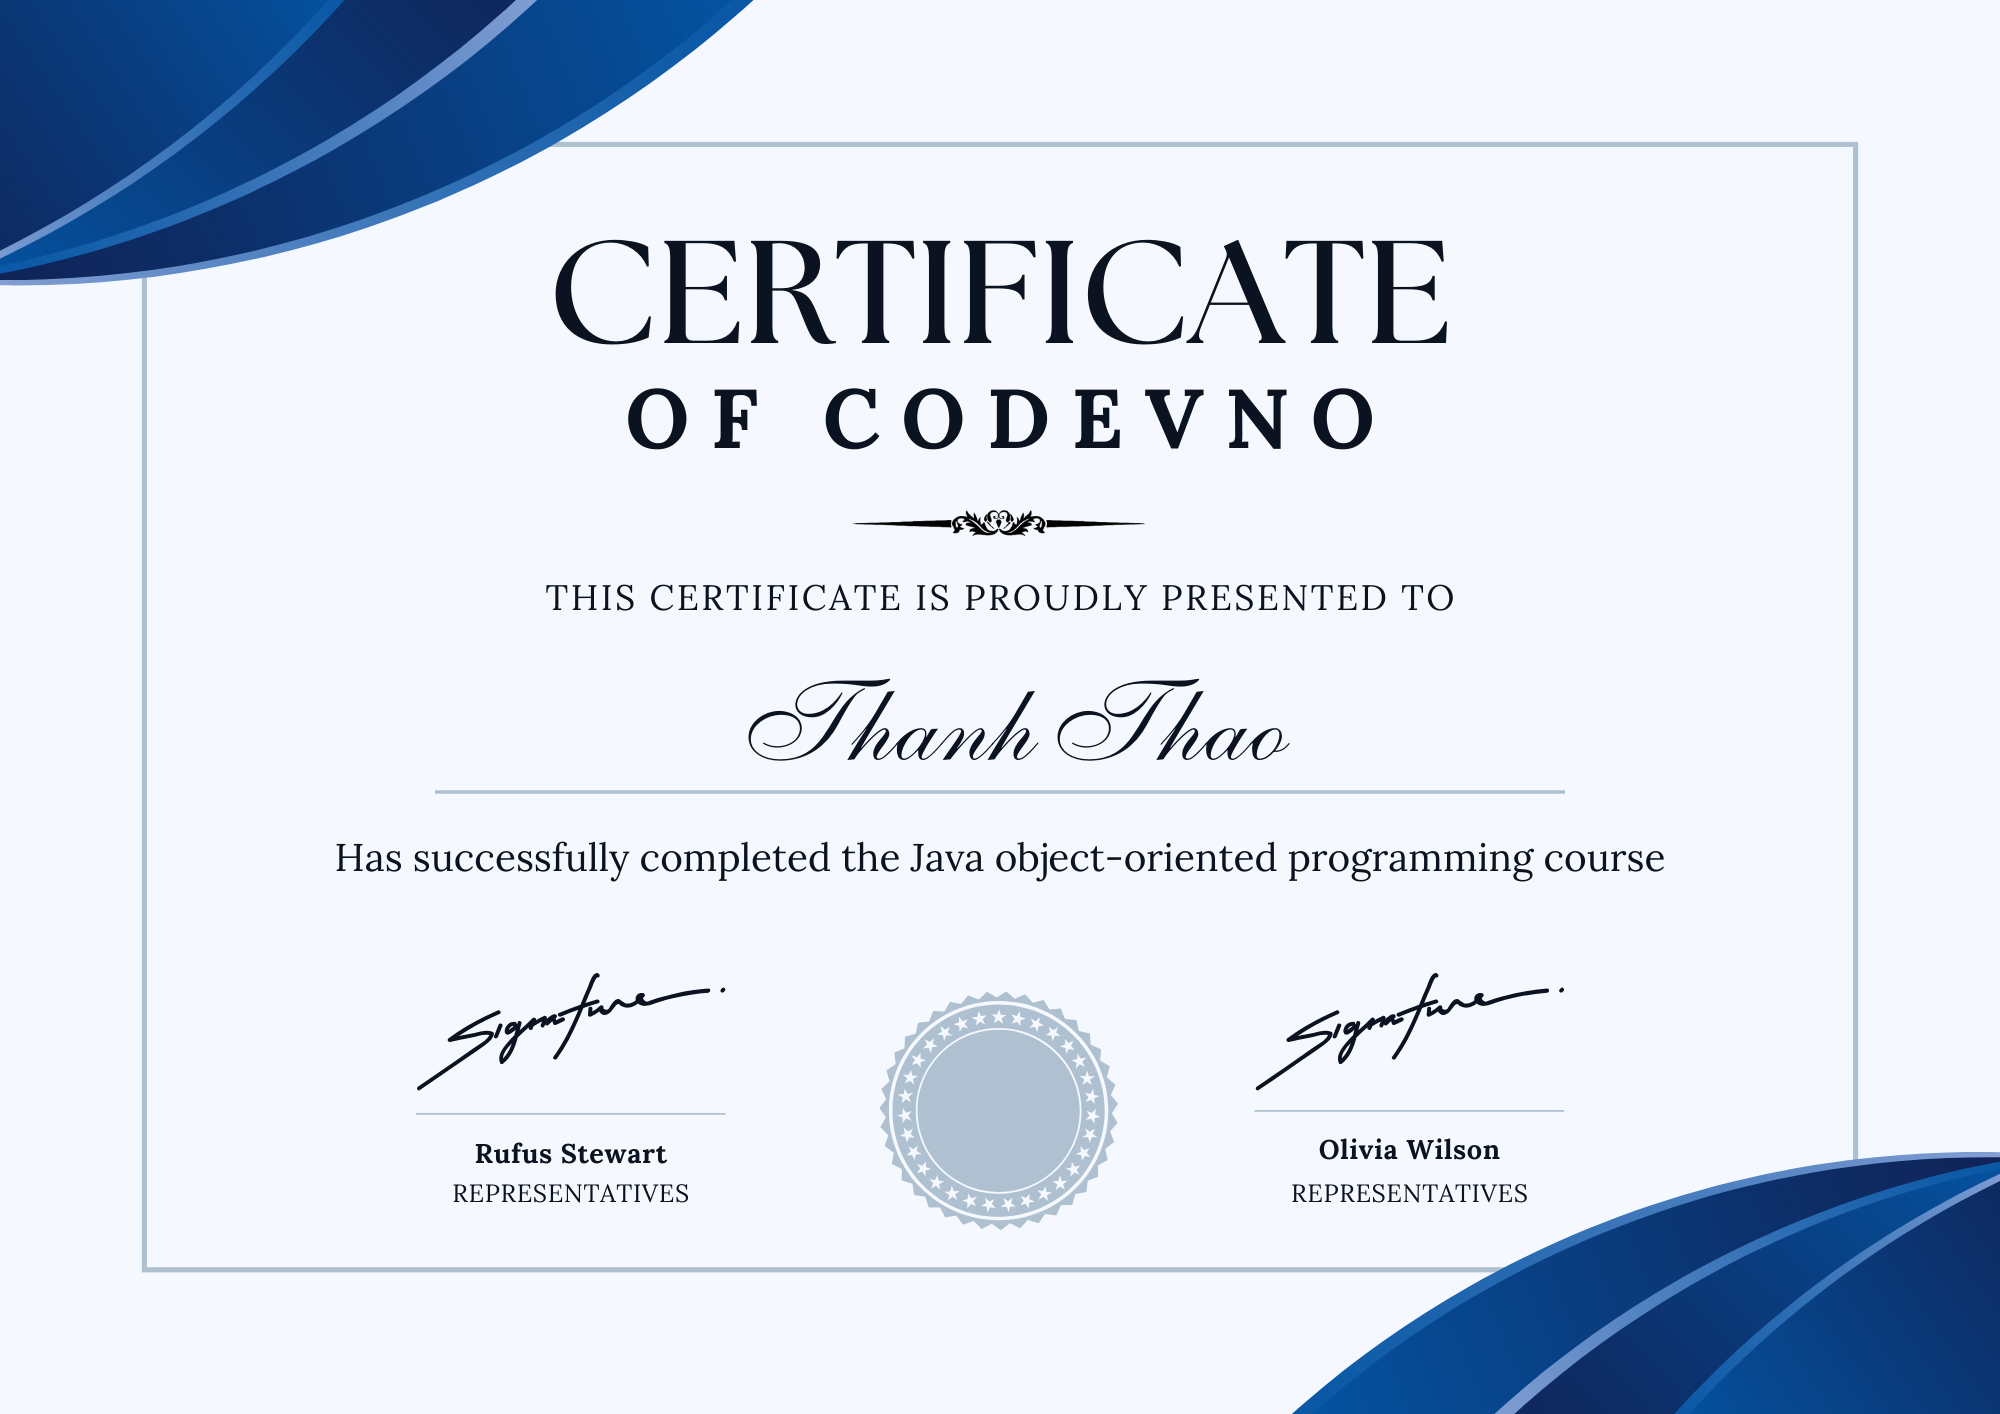 CERTIFICATE
OF CODEVNO
THIS CERTIFICATE IS PROUDLY PRESENTED TO
Thanh Thao
Has successfully completed the Java object-oriented programming course
Signature
Signature
Rufus Stewart
Olivia Wilson
REPRESENTATIVES
REPRESENTATIVES